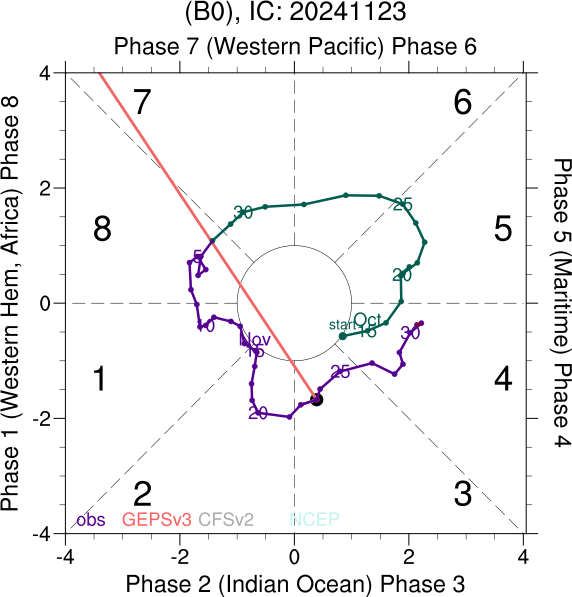 (B0), IC: 20241123
Phase 7 (Western Pacific) Phase 6
Phase 1 (Western Hem, Africa) Phase 8
Phase 5 (Maritime) Phase 4
4
2
0
-2
-4
7
6
8
5
1
4
2
3
30
25
20
5
start
Oct
15
Nov
15
30
25
20
obs
GEPSv3
CFSv2
NCEP
-4
-2
0
2
4
Phase 2 (Indian Ocean) Phase 3